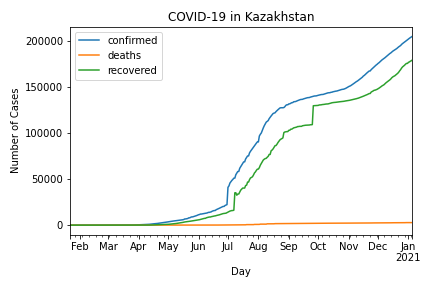 COVID-19 in Kazakhstan
confirmed
deaths
recovered
Number of Cases
200000
150000
100000
50000
0
Feb Mar Apr May Jun Jul Aug Sep Oct Nov Dec Jan
2021
Day